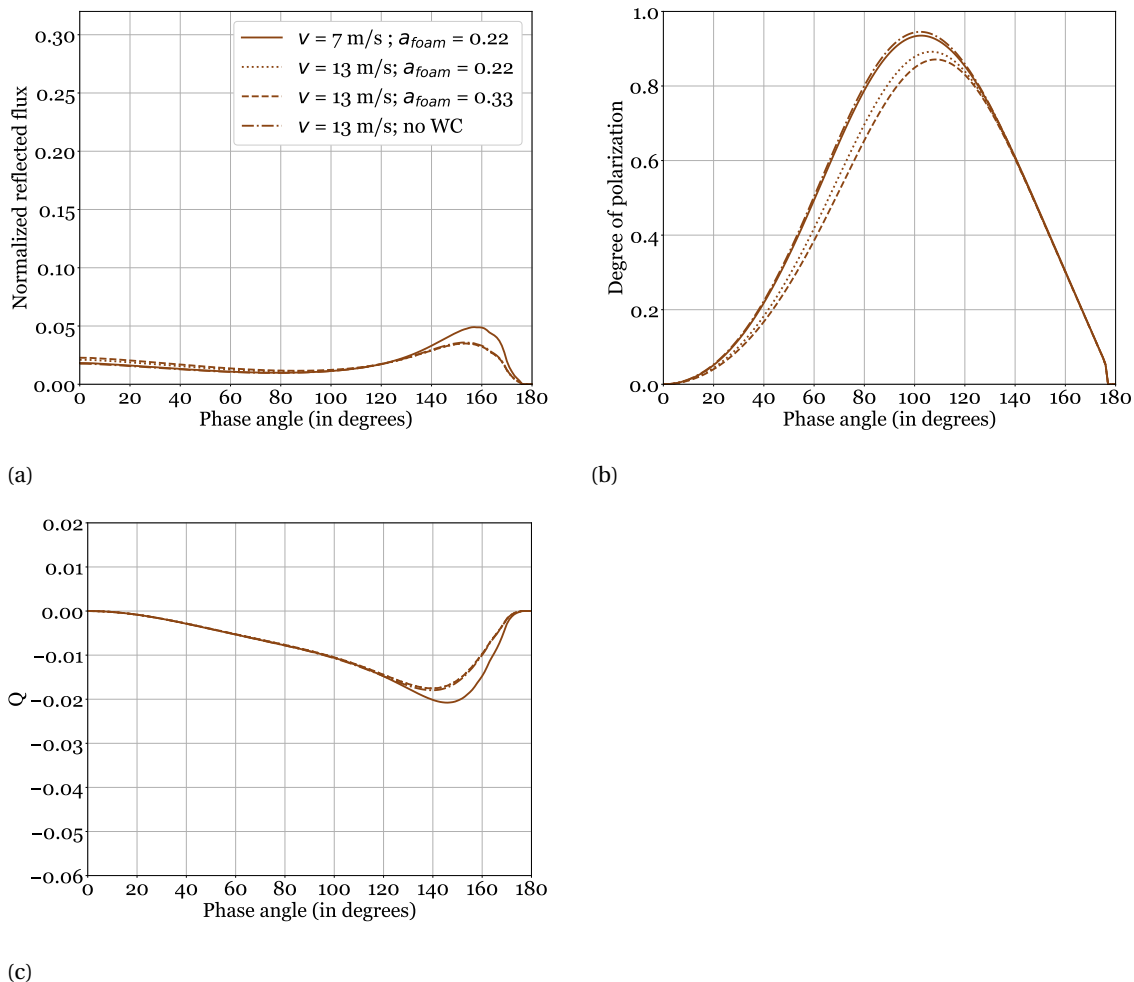 0.30
0.25
0.20
0.15
0.10
0.05
0.00
Normalized reflected flux
v = 7 m/s ; a_foam = 0.22
v = 13 m/s; a_foam = 0.22
v = 13 m/s; a_foam = 0.33
v = 13 m/s; no WC
0 20 40 60 80 100 120 140 160 180
Phase angle (in degrees)
(a)
1.0
0.8
0.6
0.4
0.2
0.0
Degree of polarization
0 20 40 60 80 100 120 140 160 180
Phase angle (in degrees)
(b)
0.02
0.01
0.00
−0.01
−0.02
−0.03
−0.04
−0.05
−0.06
Q
0 20 40 60 80 100 120 140 160 180
Phase angle (in degrees)
(c)